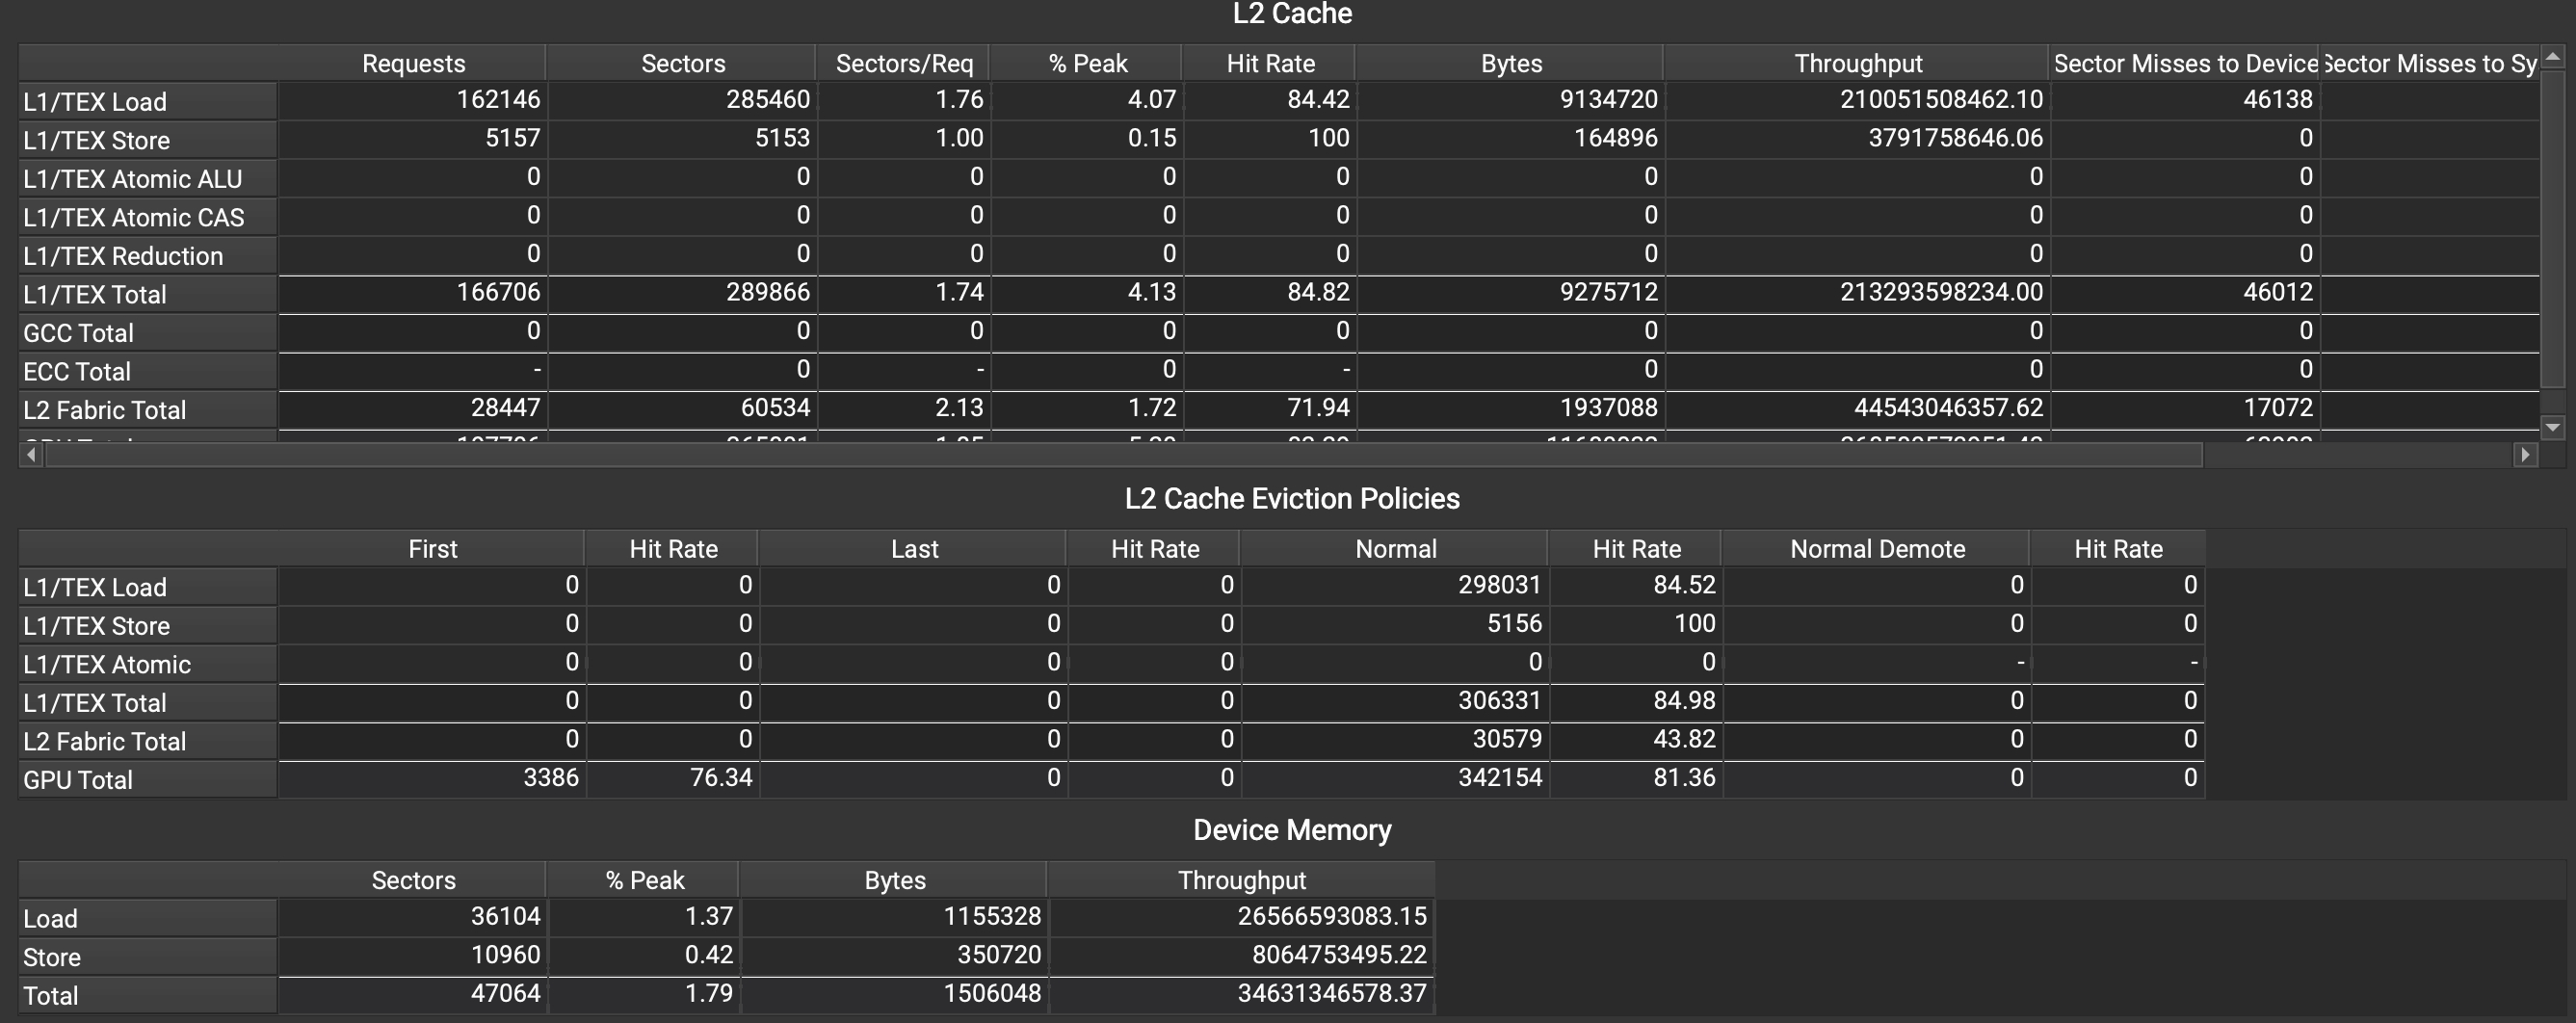 L2 Cache
Requests Sectors Sectors/Req % Peak Hit Rate Bytes Throughput Sector Misses to Device Sector Misses to Sy
L1/TEX Load 162146 285460 1.76 4.07 84.42 9134720 210051508462.10 46138
L1/TEX Store 5157 5153 1.00 0.15 100 164896 3791758646.06 0
L1/TEX Atomic ALU 0 0 0 0 0 0 0 0
L1/TEX Atomic CAS 0 0 0 0 0 0 0 0
L1/TEX Reduction 0 0 0 0 0 0 0 0
L1/TEX Total 166706 289866 1.74 4.13 84.82 9275712 213293598234.00 46012
GCC Total 0 0 0 0 0 0 0 0
ECC Total - 0 - 0 - 0 0 0
L2 Fabric Total 28447 60534 2.13 1.72 71.94 1937088 44543046357.62 17072
L2 Cache Eviction Policies
First Hit Rate Last Hit Rate Normal Hit Rate Normal Demote Hit Rate
L1/TEX Load 0 0 0 0 298031 84.52 0 0
L1/TEX Store 0 0 0 0 5156 100 0 0
L1/TEX Atomic 0 0 0 0 0 0 - -
L1/TEX Total 0 0 0 0 306331 84.98 0 0
L2 Fabric Total 0 0 0 0 30579 43.82 0 0
GPU Total 3386 76.34 0 0 342154 81.36 0 0
Device Memory
Sectors % Peak Bytes Throughput
Load 36104 1.37 1155328 26566593083.15
Store 10960 0.42 350720 8064753495.22
Total 47064 1.79 1506048 34631346578.37